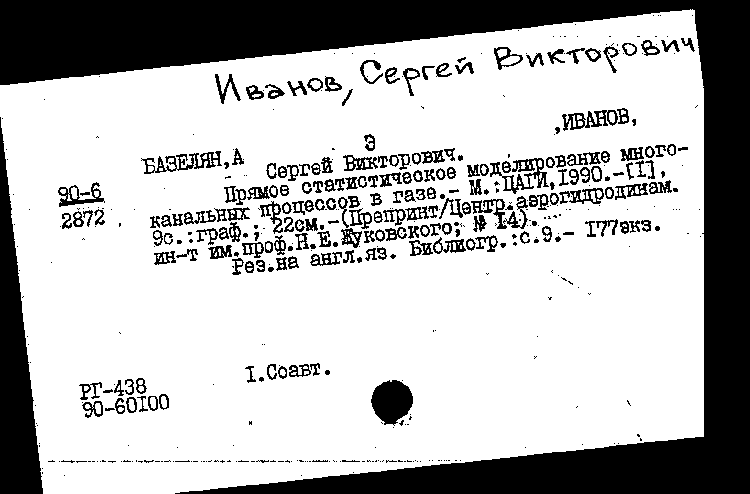 Иванов, Сергей Викторович
БАЗЕЛЯН,А Э ,ИВАНОВ,
Сергей Викторович.
90-6 Прямое статистическое моделирование много-
2872 канальных процессов в газе.- М.:ЦАГИ,1990.-[I],
9с.:граф.; 22см.-(Препринт/Центр.аэрогидродинам.
ин-т им.проф.Н.Е.Жуковского; № I4).
Рез.на англ.яз. Библиогр.:с.9.- I77экз.
I.Соавт.
РГ-438
90-60I00